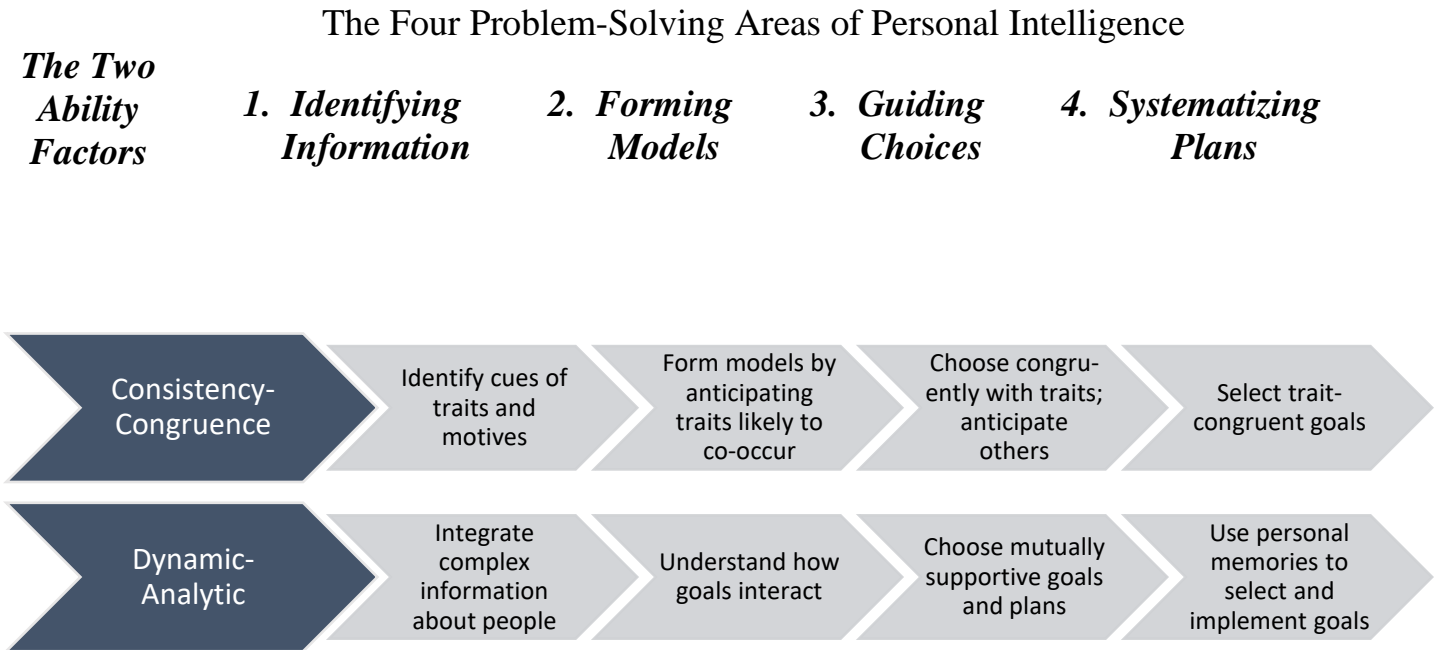 The Four Problem-Solving Areas of Personal Intelligence
The Two
Ability
Factors
1. Identifying
Information
2. Forming
Models
3. Guiding
Choices
4. Systematizing
Plans
Consistency-
Congruence
Identify cues of
traits and
motives
Form models by
anticipating
traits likely to
co-occur
Choose congru-
ently with traits;
anticipate
others
Select trait-
congruent goals
Dynamic-
Analytic
Integrate
complex
information
about people
Understand how
goals interact
Choose mutually
supportive goals
and plans
Use personal
memories to
select and
implement goals